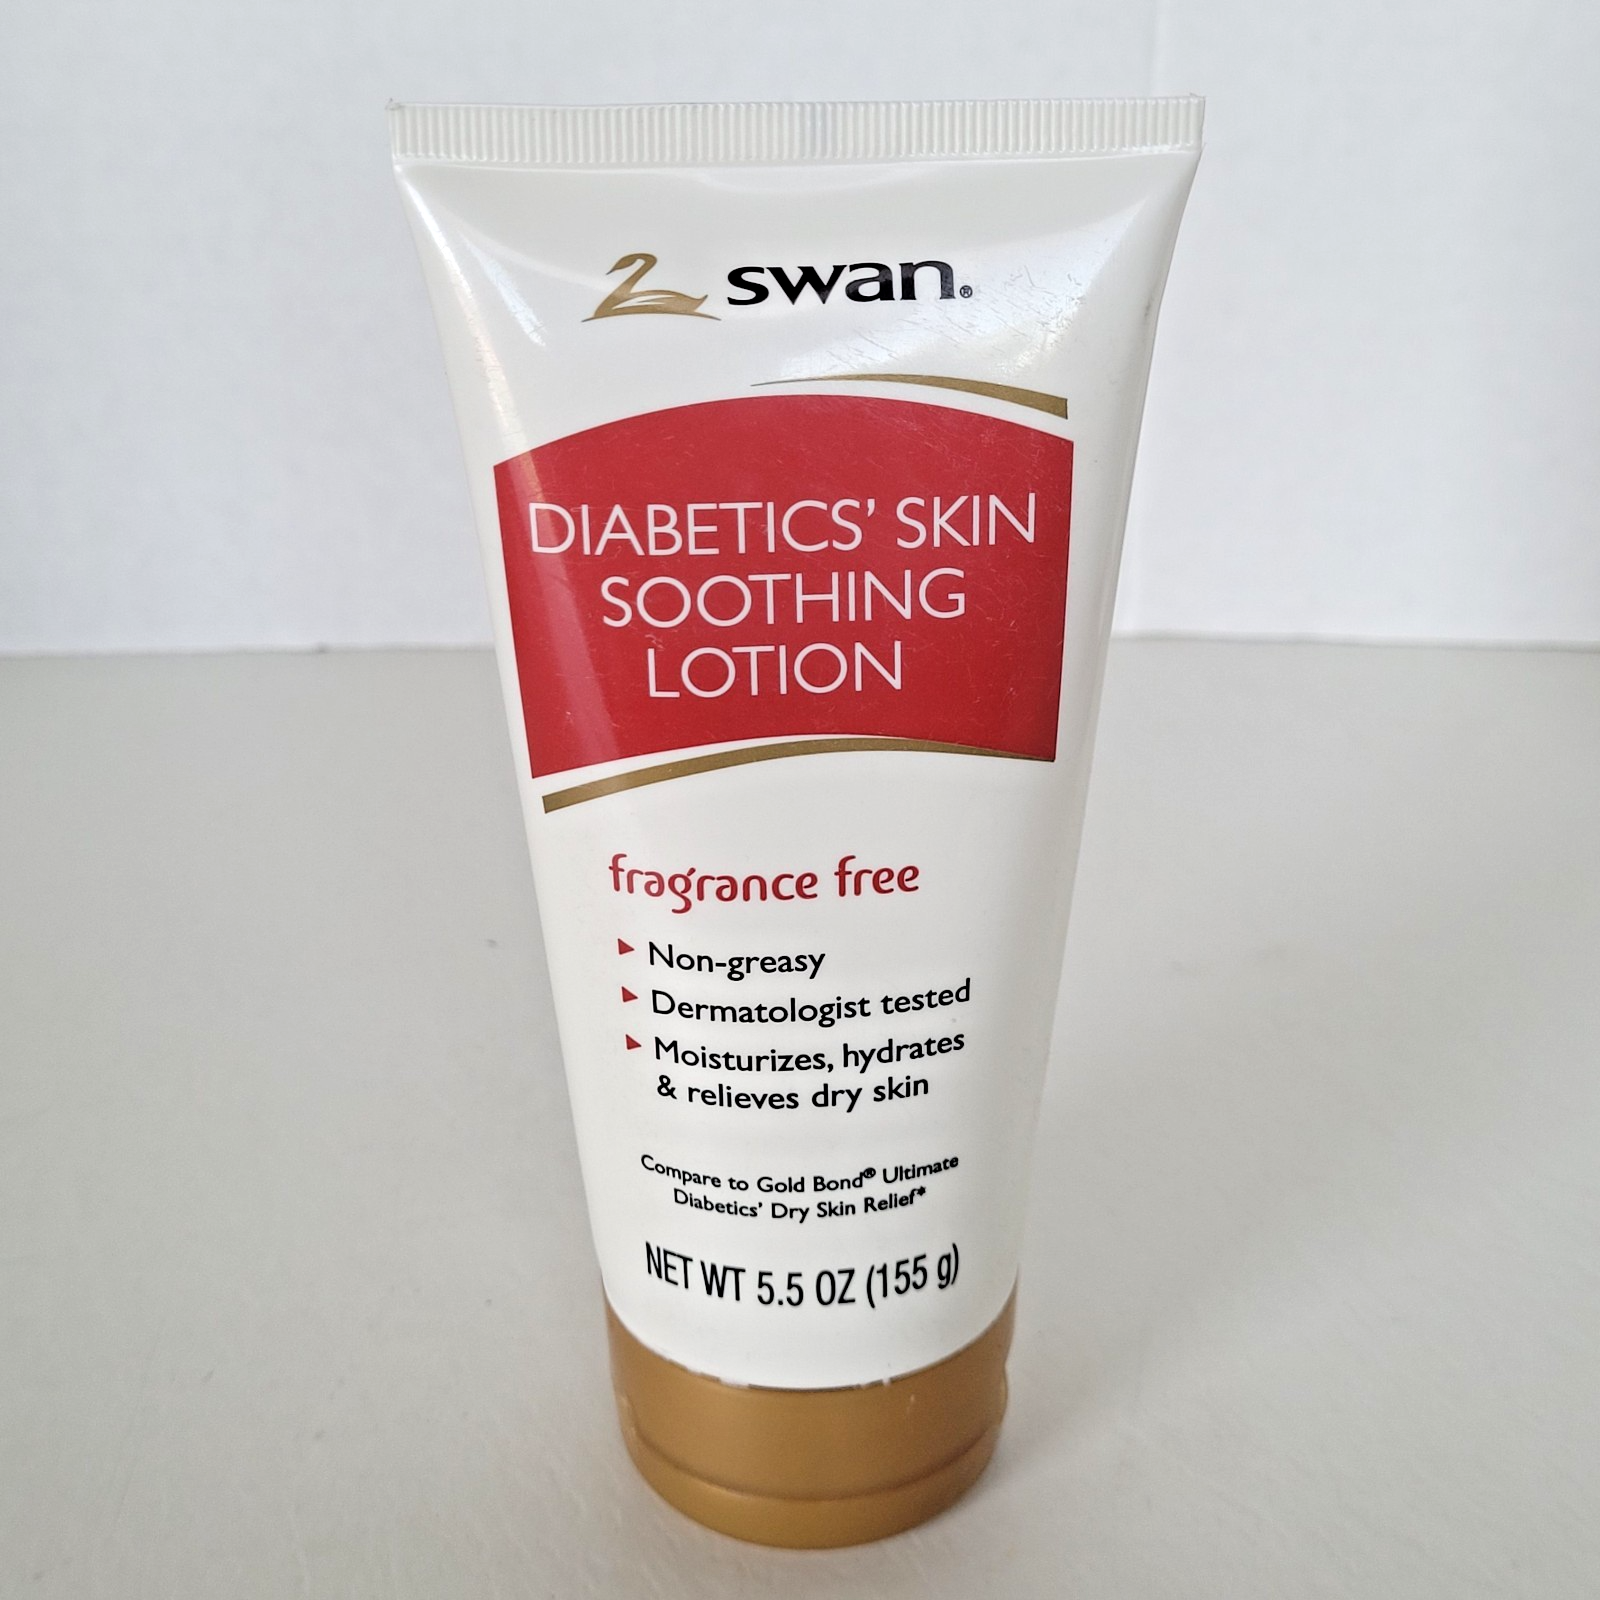 swan®
DIABETICS’ SKIN
SOOTHING
LOTION
fragrance free
Non-greasy
Dermatologist tested
Moisturizes, hydrates
& relieves dry skin
Compare to Gold Bond® Ultimate
Diabetics’ Dry Skin Relief*
NET WT 5.5 OZ (155 g)